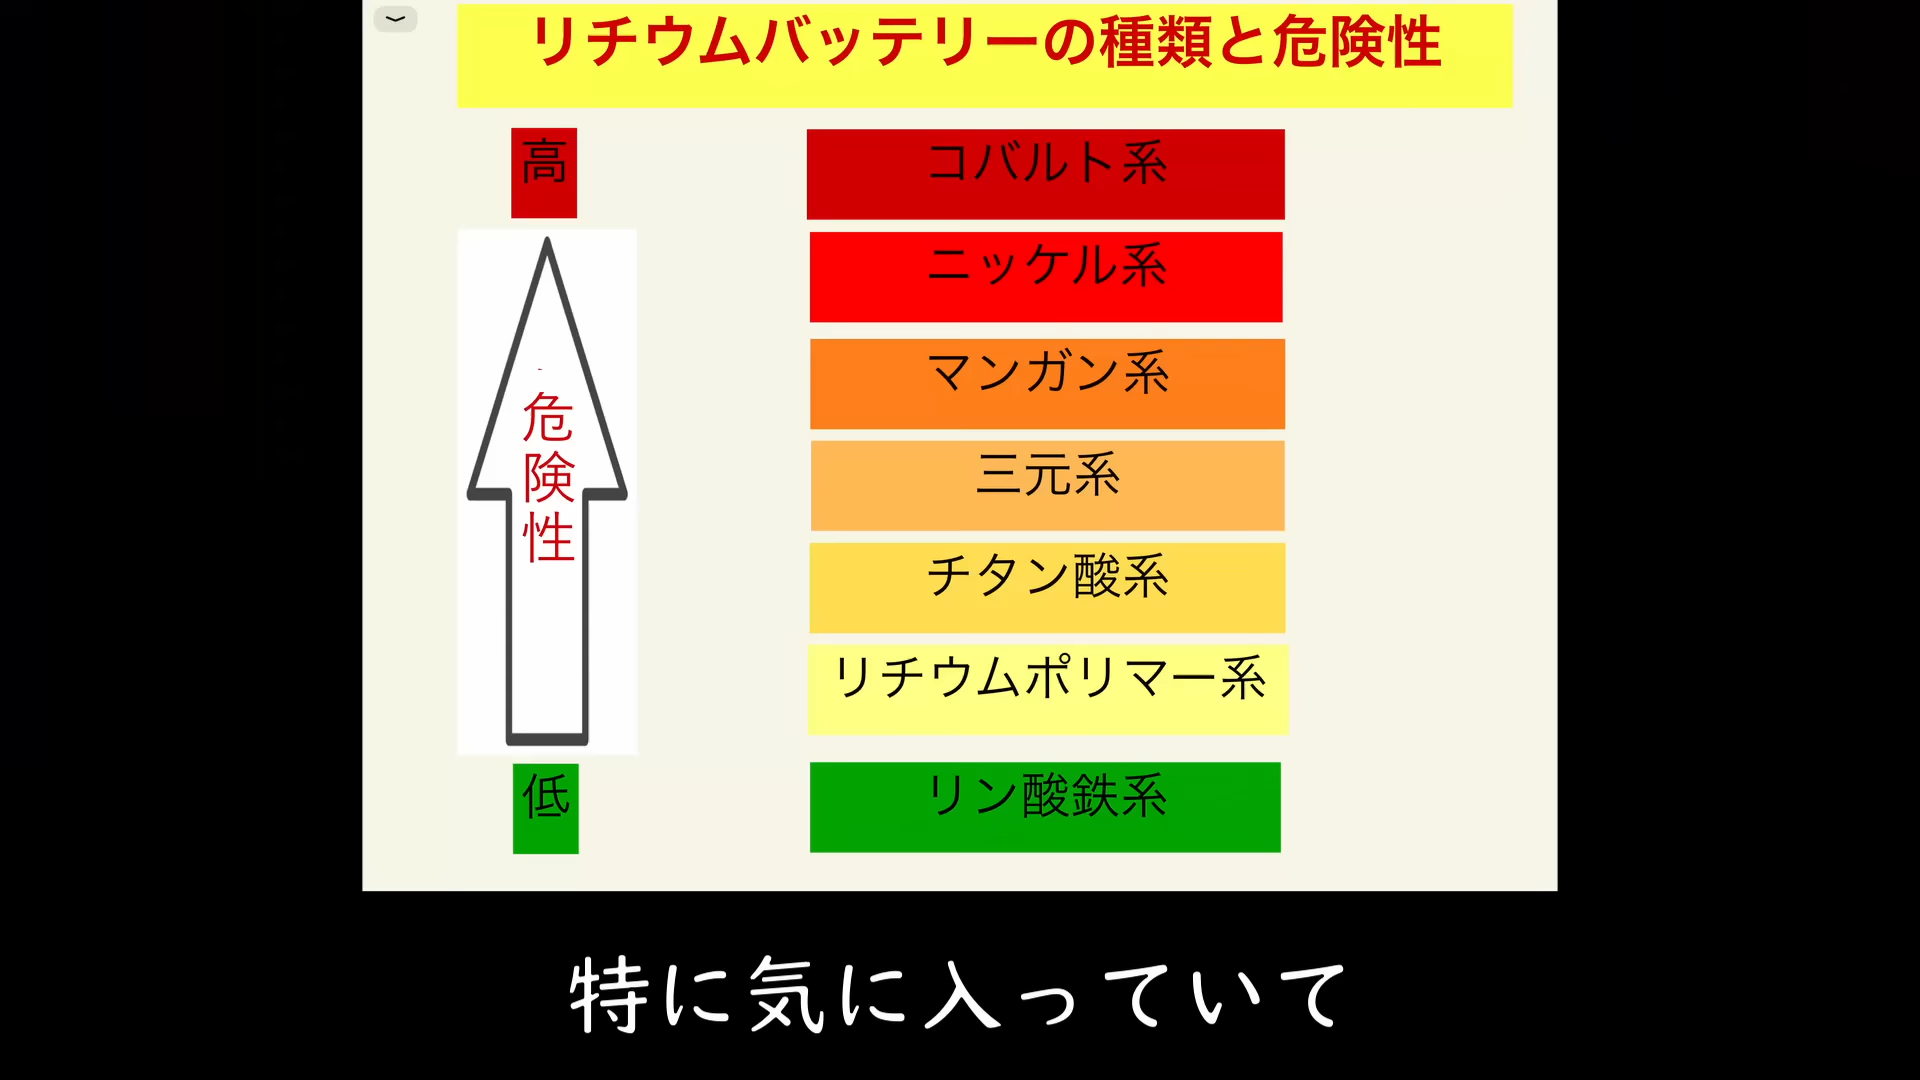 リチウムバッテリーの種類と危険性
高
コバルト系
ニッケル系
マンガン系
危険性
三元系
チタン酸系
リチウムポリマー系
低
リン酸鉄系
特に気に入っていて